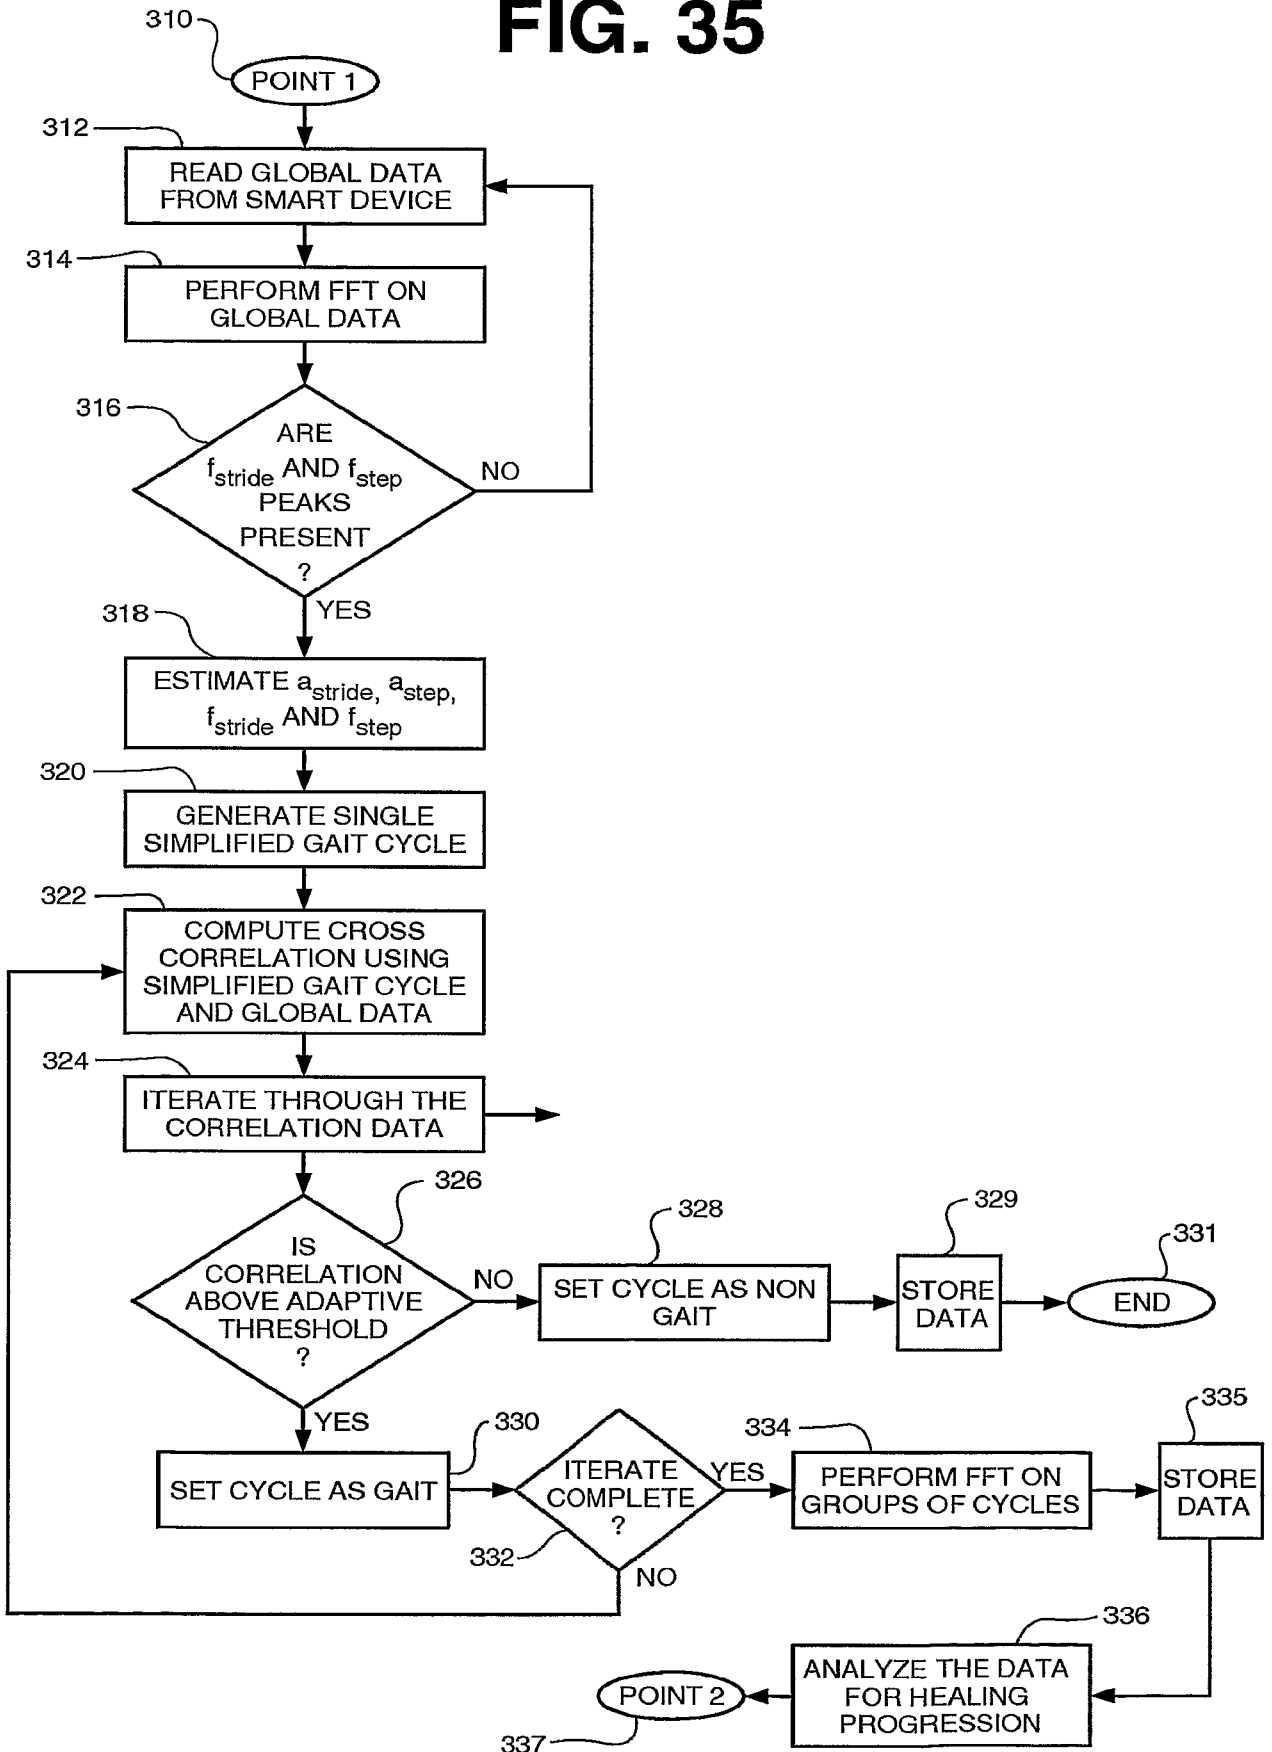 FIG. 35
310
POINT 1
312
READ GLOBAL DATA
FROM SMART DEVICE
314
PERFORM FFT ON
GLOBAL DATA
316
ARE
fstride AND fstep
PEAKS
PRESENT
?
NO
YES
318
ESTIMATE astride, astep,
fstride AND fstep
320
GENERATE SINGLE
SIMPLIFIED GAIT CYCLE
322
COMPUTE CROSS
CORRELATION USING
SIMPLIFIED GAIT CYCLE
AND GLOBAL DATA
324
ITERATE THROUGH THE
CORRELATION DATA
326
IS
CORRELATION
ABOVE ADAPTIVE
THRESHOLD
?
NO
328
SET CYCLE AS NON
GAIT
329
STORE
DATA
331
END
YES
330
SET CYCLE AS GAIT
ITERATE
COMPLETE
?
332
YES
NO
334
PERFORM FFT ON
GROUPS OF CYCLES
335
STORE
DATA
336
ANALYZE THE DATA
FOR HEALING
PROGRESSION
POINT 2
337